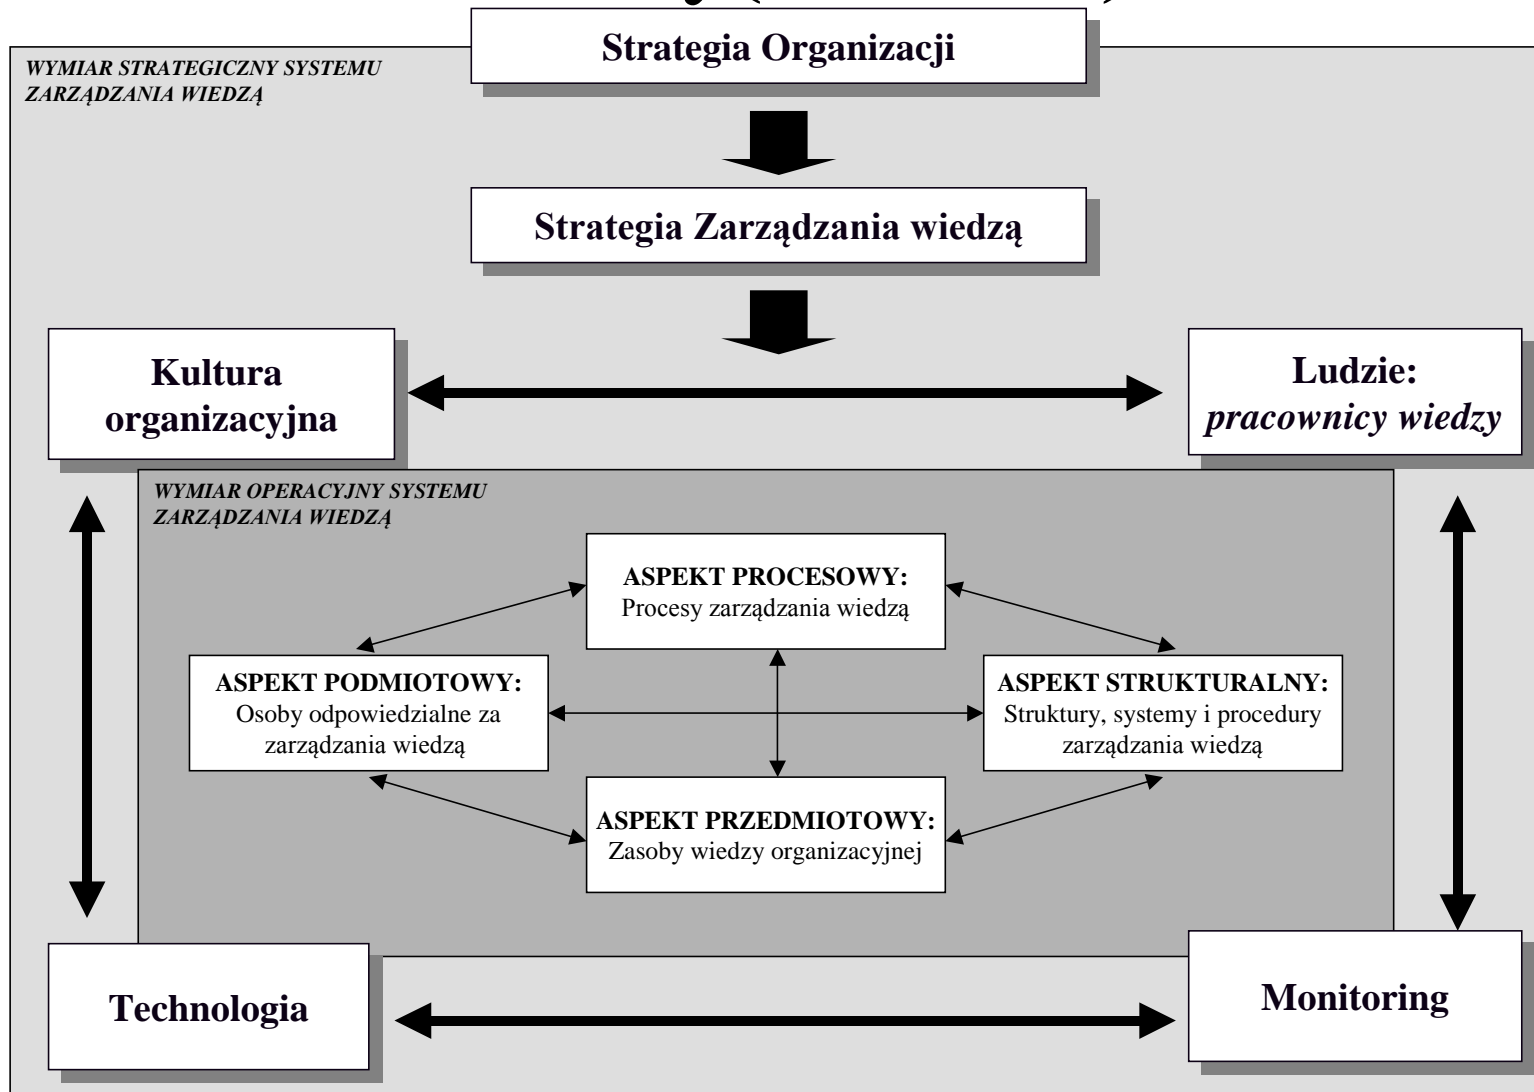 Strategia Organizacji
WYMIAR STRATEGICZNY SYSTEMU
ZARZĄDZANIA WIEDZĄ
Strategia Zarządzania wiedzą
Kultura
organizacyjna
Ludzie:
pracownicy wiedzy
WYMIAR OPERACYJNY SYSTEMU
ZARZĄDZANIA WIEDZĄ
ASPEKT PROCESOWY:
Procesy zarządzania wiedzą
ASPEKT PODMIOTOWY:
Osoby odpowiedzialne za
zarządzania wiedzą
ASPEKT STRUKTURALNY:
Struktury, systemy i procedury
zarządzania wiedzą
ASPEKT PRZEDMIOTOWY:
Zasoby wiedzy organizacyjnej
Technologia
Monitoring